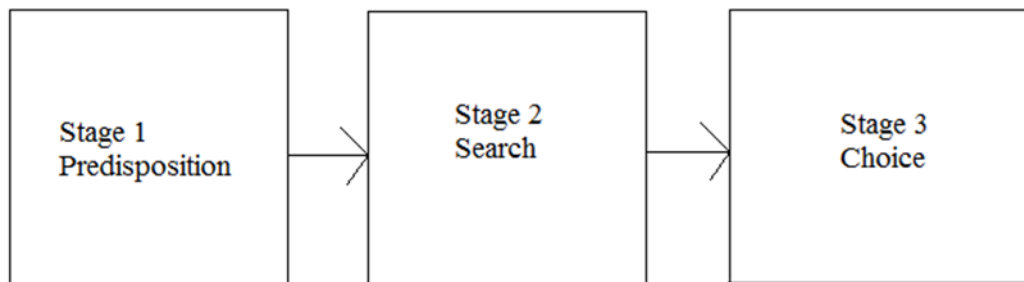 Stage 1
Predisposition
Stage 2
Search
Stage 3
Choice